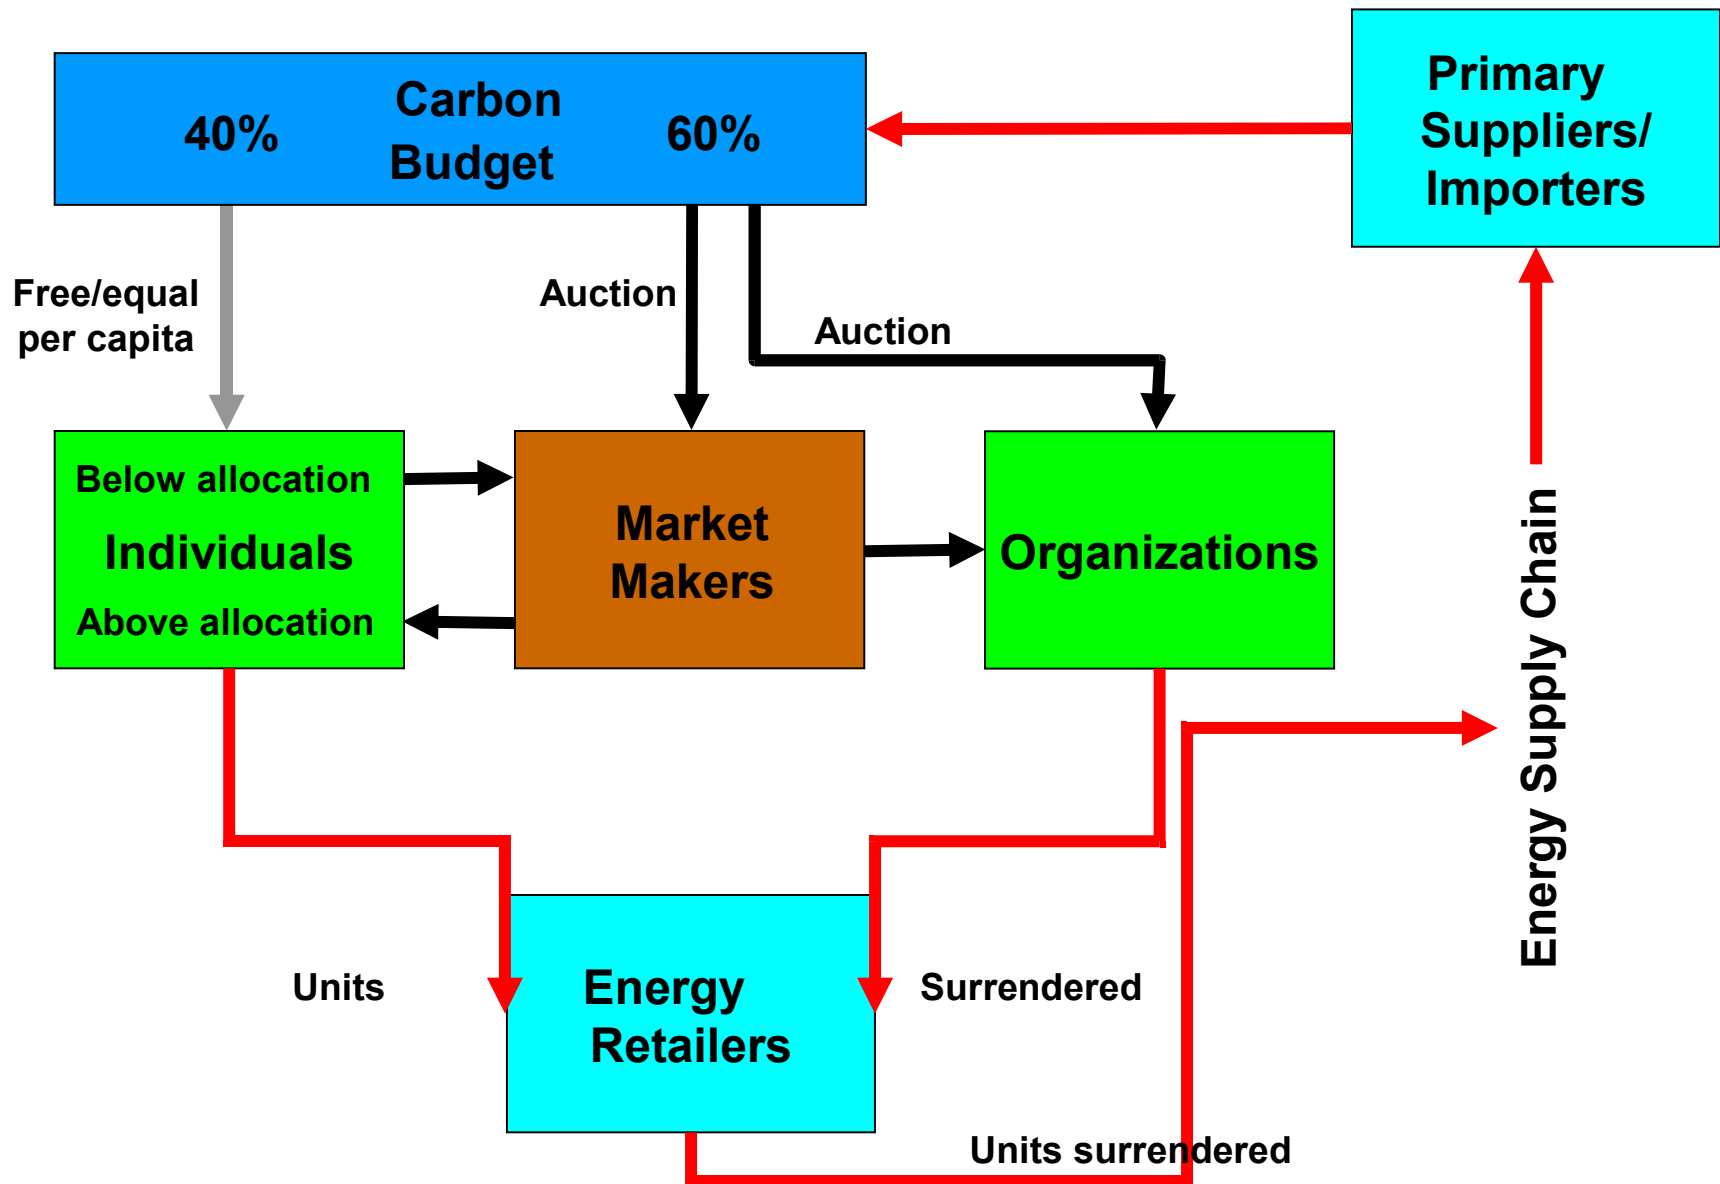 Carbon
Budget
40%
60%
Primary
Suppliers/
Importers
Free/equal
per capita
Auction
Auction
Below allocation
Individuals
Above allocation
Market
Makers
Organizations
Energy Supply Chain
Units
Energy
Retailers
Surrendered
Units surrendered